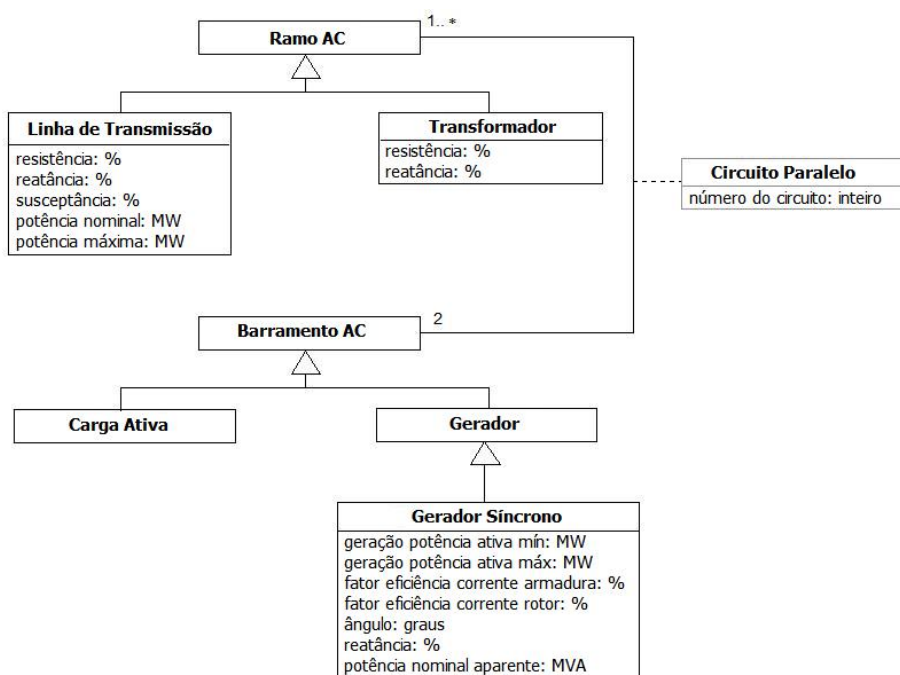 1.. *
Ramo AC
Linha de Transmissão
resistência: %
reatância: %
susceptância: %
potência nominal: MW
potência máxima: MW
Transformador
resistência: %
reatância: %
Circuito Paralelo
número do circuito: inteiro
2
Barramento AC
Carga Ativa
Gerador
Gerador Síncrono
geração potência ativa mín: MW
geração potência ativa máx: MW
fator eficiência corrente armadura: %
fator eficiência corrente rotor: %
ângulo: graus
reatância: %
potência nominal aparente: MVA